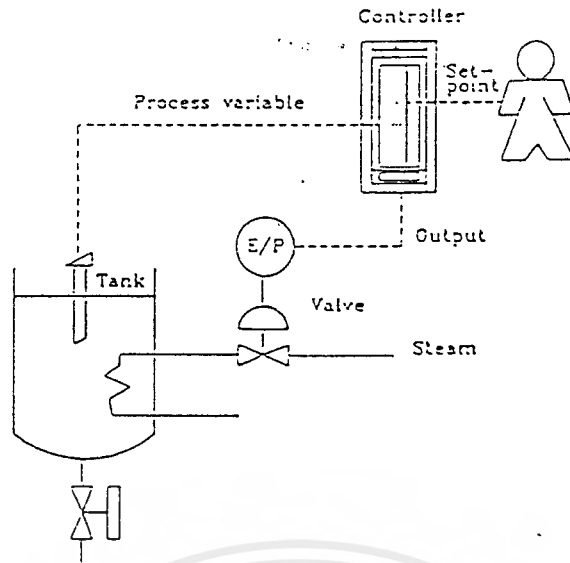 Controller
Set-
point
Process variable
E/P
Output
Tank
Valve
Steam